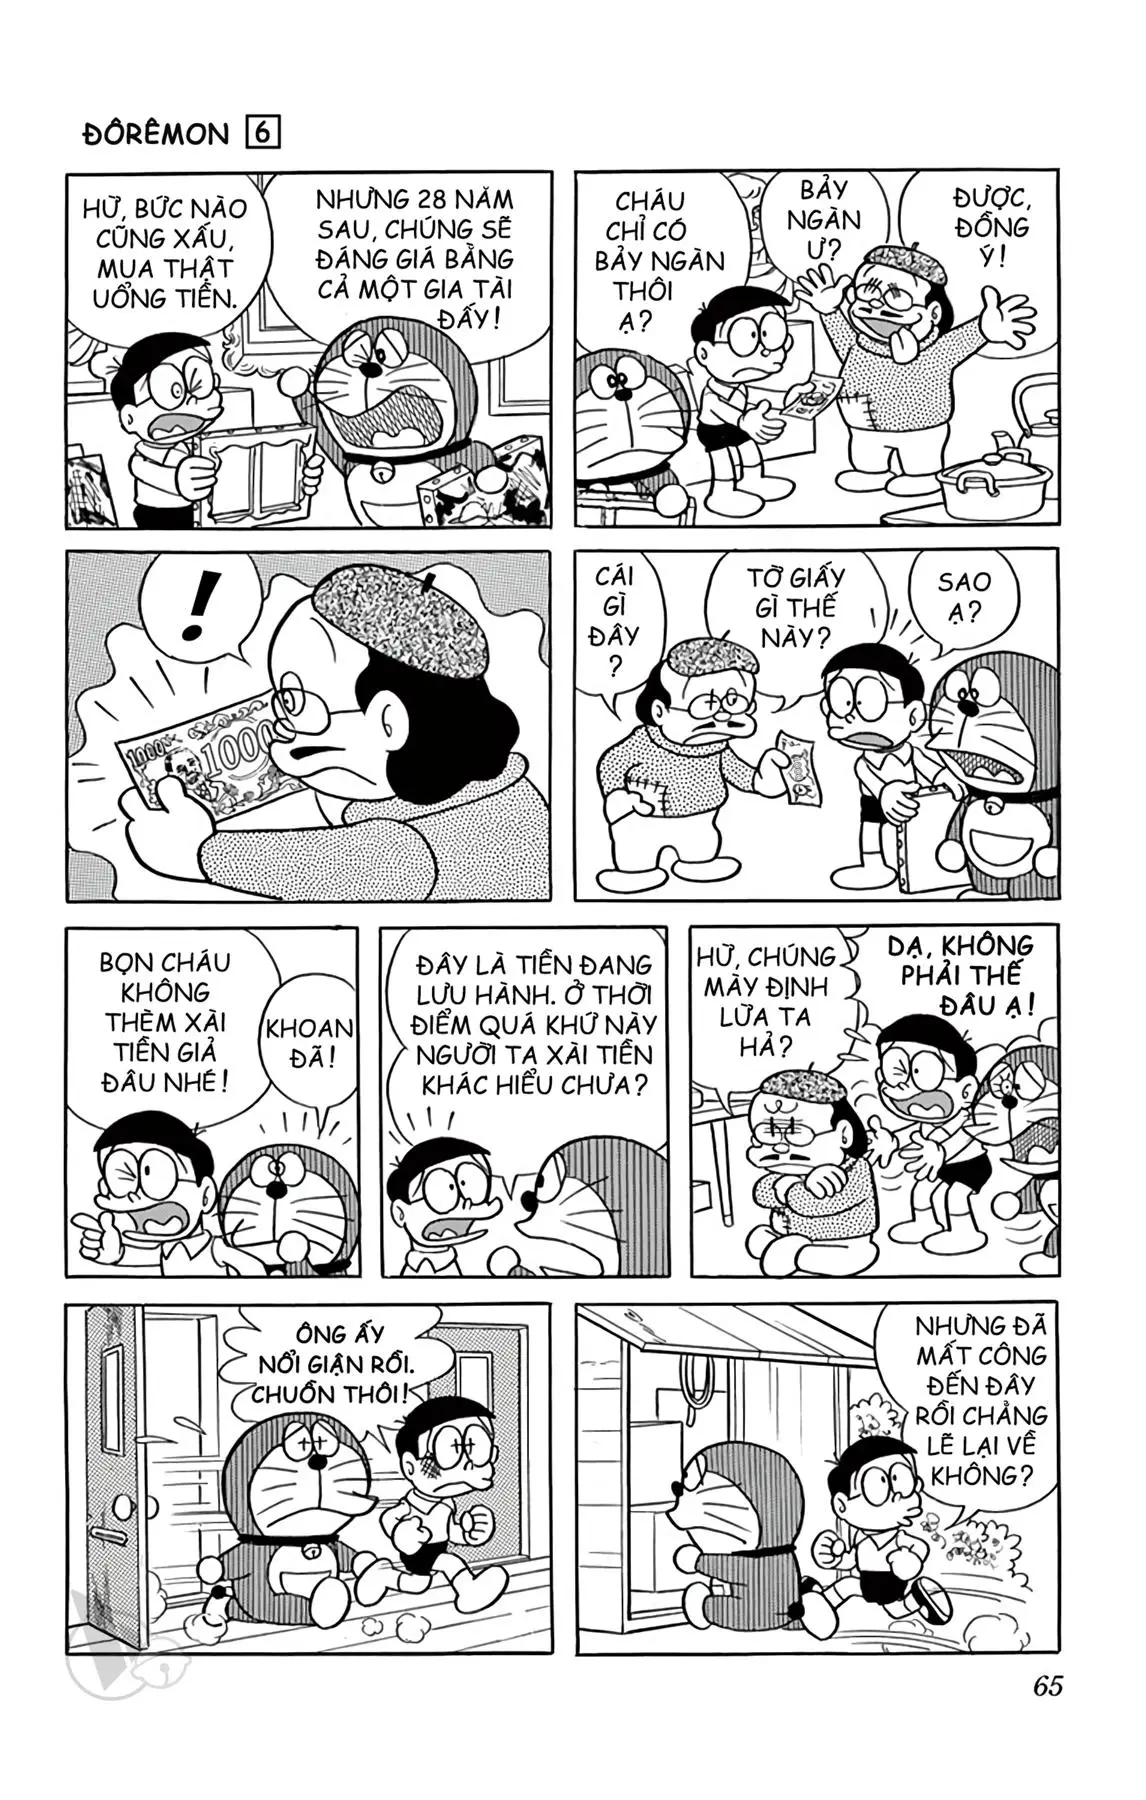 ĐÔRÊMON 6
HỪ, BỨC NÀO
CŨNG XẤU,
MUA THẬT
UỔNG TIỀN.
NHƯNG 28 NĂM
SAU, CHÚNG SẼ
ĐÁNG GIÁ BẰNG
CẢ MỘT GIA TÀI
ĐẤY!
CHÁU
CHỈ CÓ
BẢY NGÀN
THÔI
Ạ?
BẢY
NGÀN
Ư?
ĐƯỢC,
ĐỒNG
Ý!
!
1000
1000
CÁI
GÌ
ĐÂY
?
TỜ GIẤY
GÌ THẾ
NÀY?
SAO
Ạ?
BỌN CHÁU
KHÔNG
THÈM XÀI
TIỀN GIẢ
ĐÂU NHÉ!
KHOAN
ĐÃ!
ĐÂY LÀ TIỀN ĐANG
LƯU HÀNH. Ở THỜI
ĐIỂM QUÁ KHỨ NÀY
NGƯỜI TA XÀI TIỀN
KHÁC HIỂU CHƯA?
HỪ, CHÚNG
MÀY ĐỊNH
LỪA TA
HẢ?
DẠ, KHÔNG
PHẢI THẾ
ĐÂU Ạ!
ÔNG ẤY
NỔI GIẬN RỒI.
CHUỒN THÔI!
NHƯNG ĐÃ
MẤT CÔNG
ĐẾN ĐÂY
RỒI CHẲNG
LẼ LẠI VỀ
KHÔNG?
65